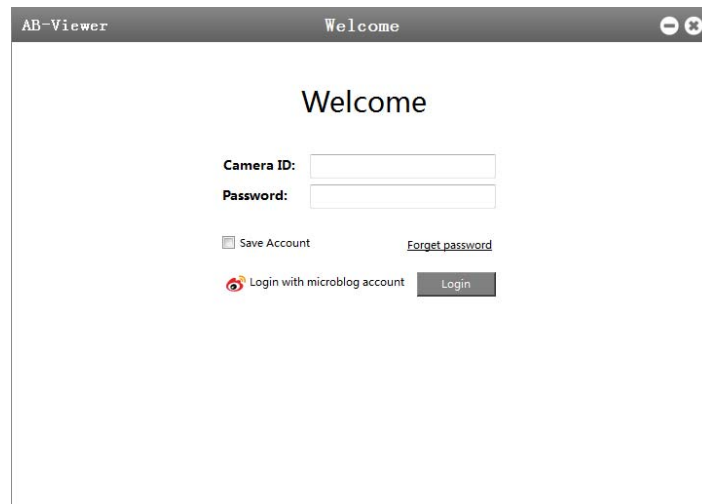 AB-Viewer Welcome
Welcome
Camera ID:
Password:
Save Account Forget password
Login with microblog account Login